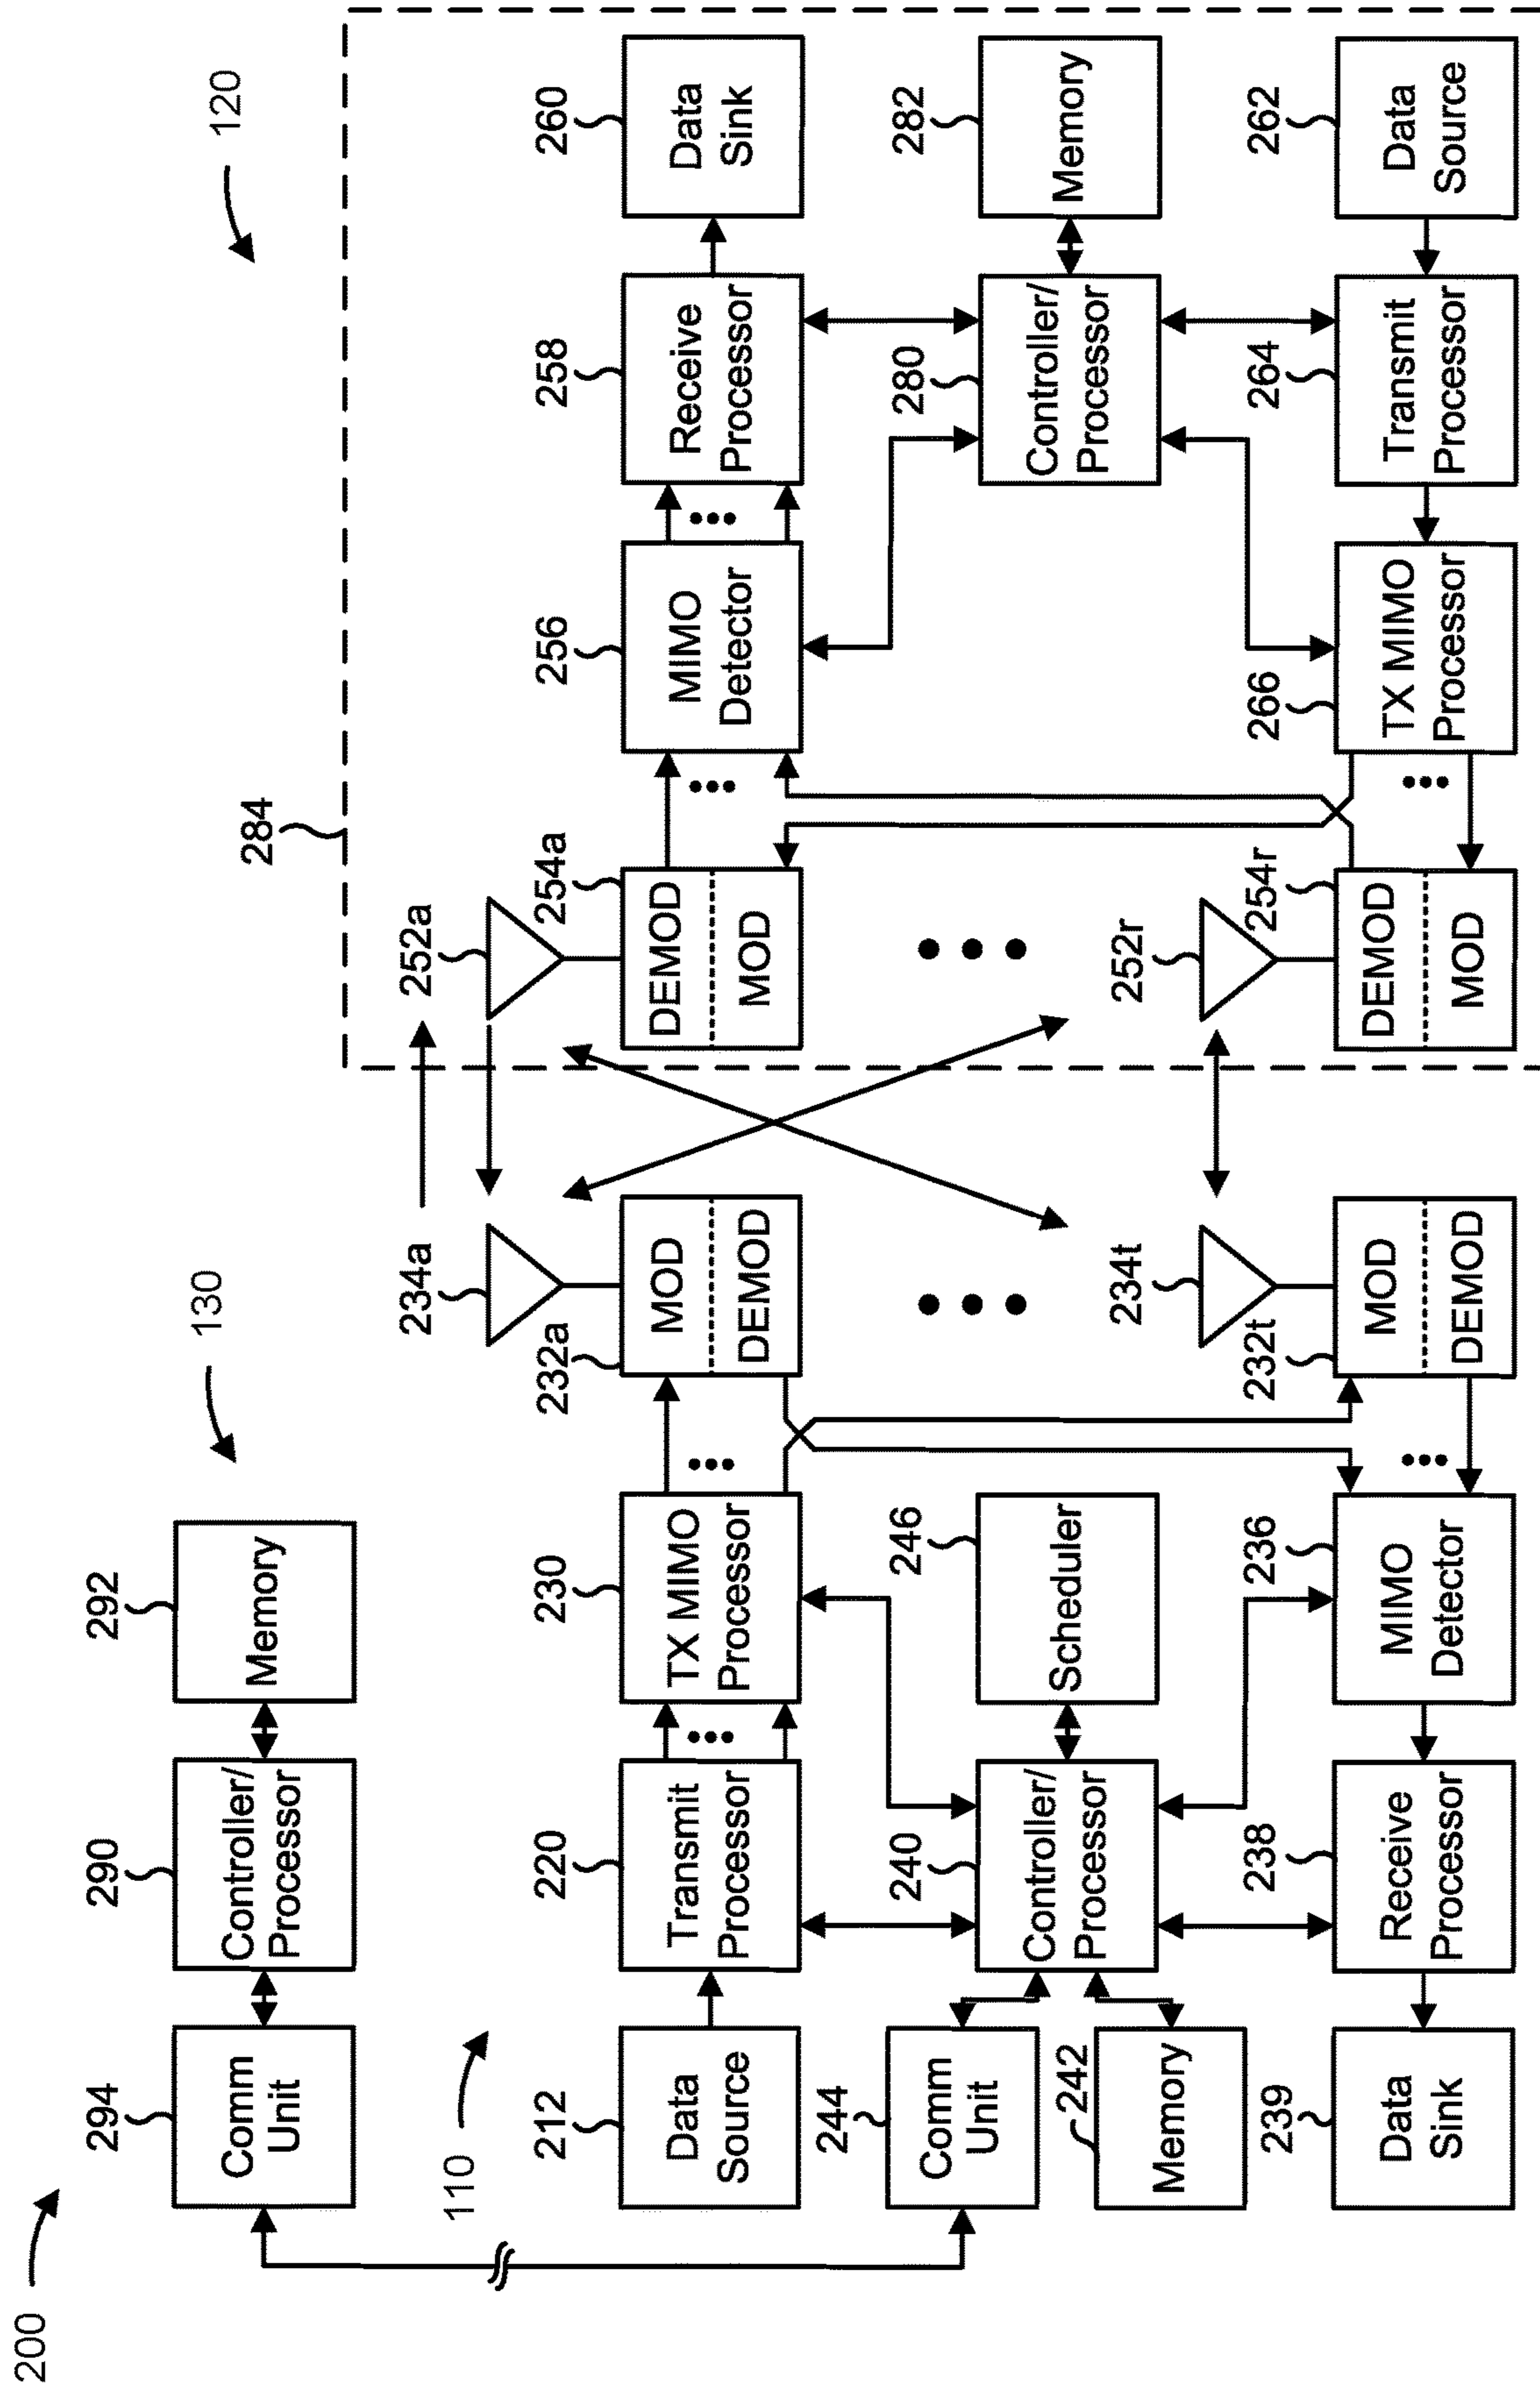 200
294
Comm
Unit
290
Controller/
Processor
292
Memory
130
110
212
Data
Source
220
Transmit
Processor
230
TX MIMO
Processor
232a
MOD
DEMOD
234a
244
Comm
Unit
242
Memory
240
Controller/
Processor
246
Scheduler
239
Data
Sink
238
Receive
Processor
236
MIMO
Detector
232t
MOD
DEMOD
234t
120
284
252a
254a
DEMOD
MOD
256
MIMO
Detector
258
Receive
Processor
260
Data
Sink
280
Controller/
Processor
282
Memory
252r
254r
DEMOD
MOD
266
TX MIMO
Processor
264
Transmit
Processor
262
Data
Source